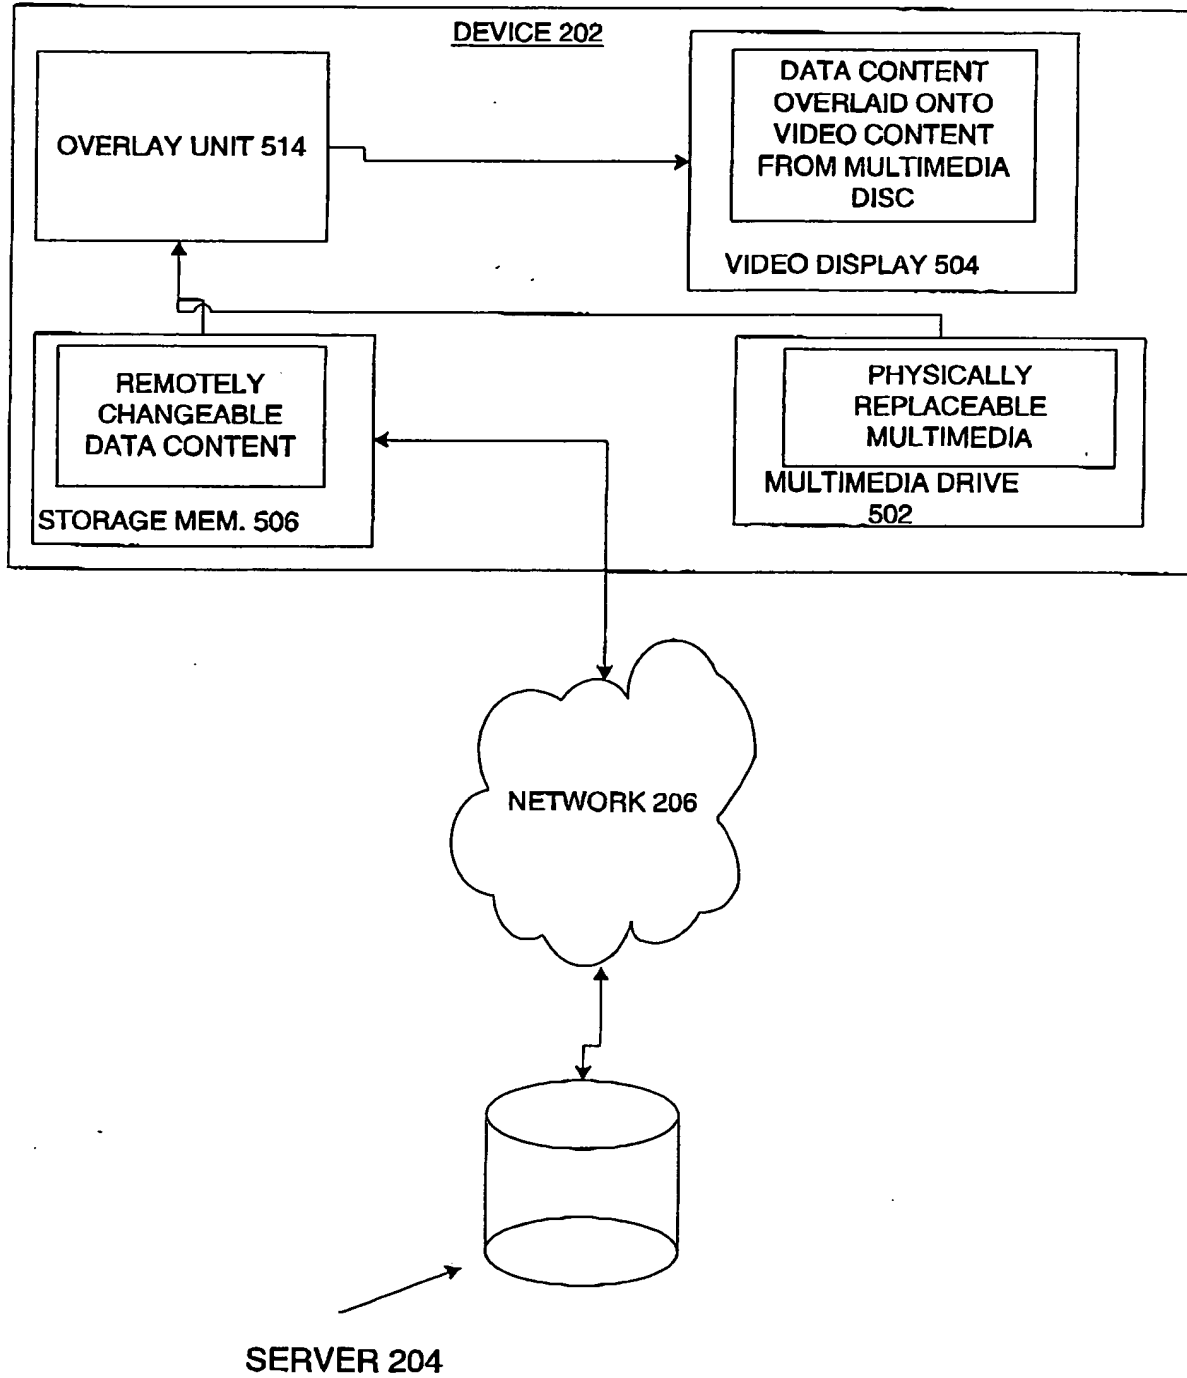 DEVICE 202
OVERLAY UNIT 514
DATA CONTENT
OVERLAID ONTO
VIDEO CONTENT
FROM MULTIMEDIA
DISC
VIDEO DISPLAY 504
REMOTELY
CHANGEABLE
DATA CONTENT
STORAGE MEM. 506
PHYSICALLY
REPLACEABLE
MULTIMEDIA
MULTIMEDIA DRIVE
502
NETWORK 206
SERVER 204